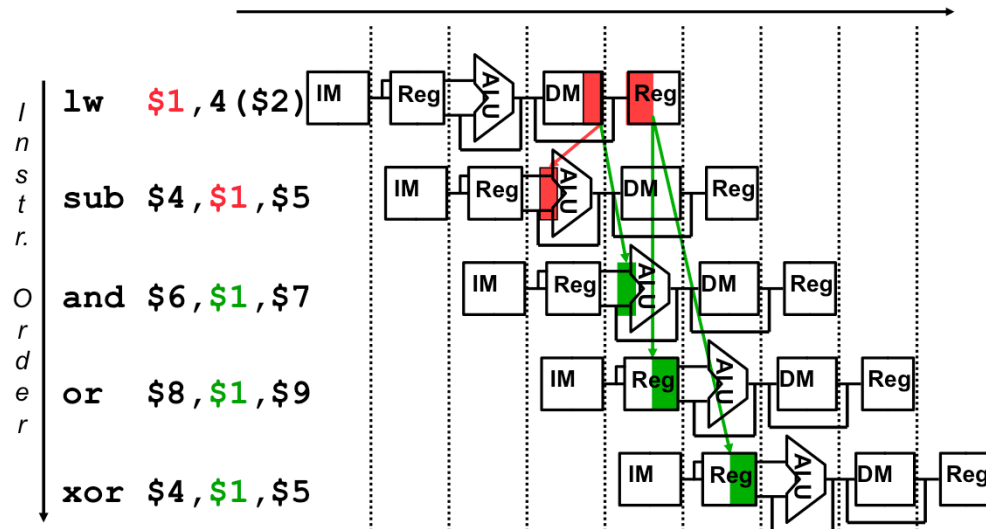 Instr. Order
lw $1,4($2) IM Reg ALU DM Reg
sub $4,$1,$5 IM Reg ALU DM Reg
and $6,$1,$7 IM Reg ALU DM Reg
or $8,$1,$9 IM Reg ALU DM Reg
xor $4,$1,$5 IM Reg ALU DM Reg